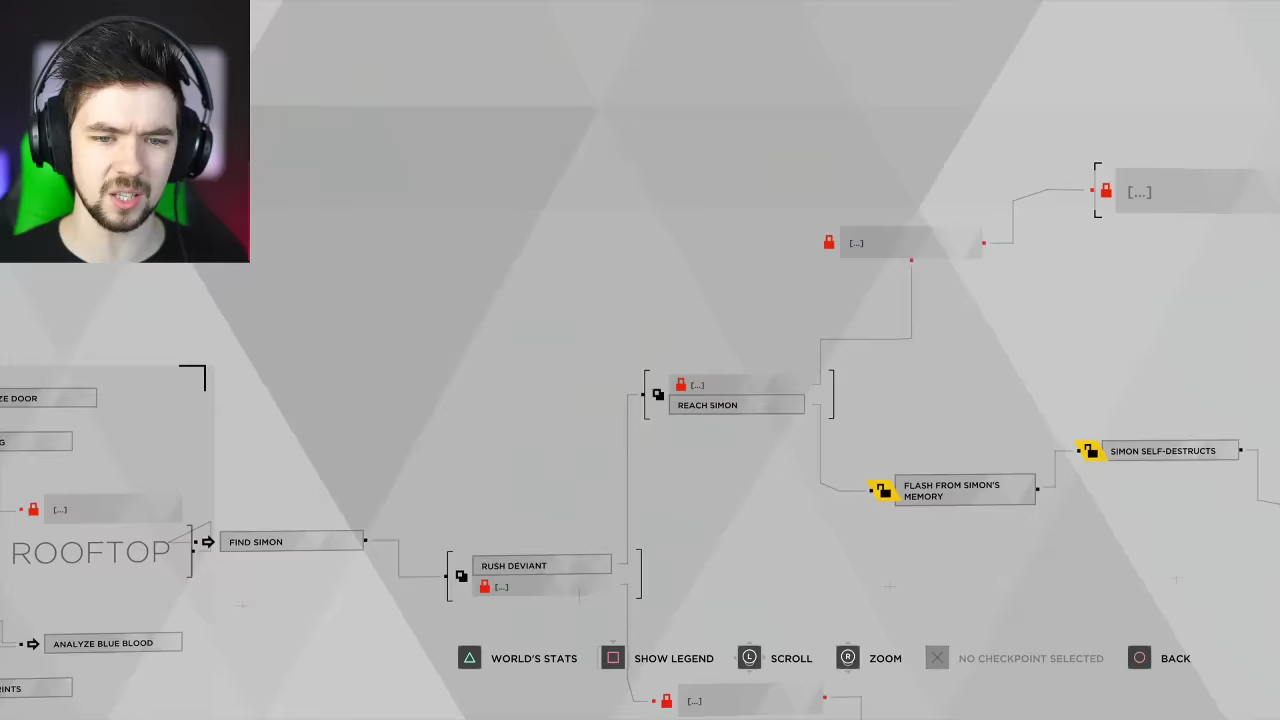 [...]
[...]
[...]
REACH SIMON
ZE DOOR
G
SIMON SELF-DESTRUCTS
FLASH FROM SIMON'S
MEMORY
[...]
ROOFTOP
FIND SIMON
RUSH DEVIANT
[...]
ANALYZE BLUE BLOOD
RINTS
WORLD'S STATS
SHOW LEGEND
L
SCROLL
R
ZOOM
NO CHECKPOINT SELECTED
BACK
[...]